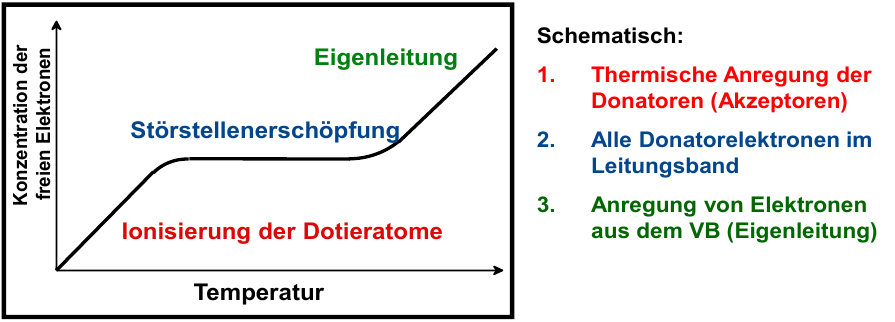 Konzentration der
freien Elektronen
Eigenleitung
Störstellenerschöpfung
Ionisierung der Dotieratome
Temperatur
Schematisch:
1. Thermische Anregung der
Donatoren (Akzeptoren)
2. Alle Donatorelektronen im
Leitungsband
3. Anregung von Elektronen
aus dem VB (Eigenleitung)